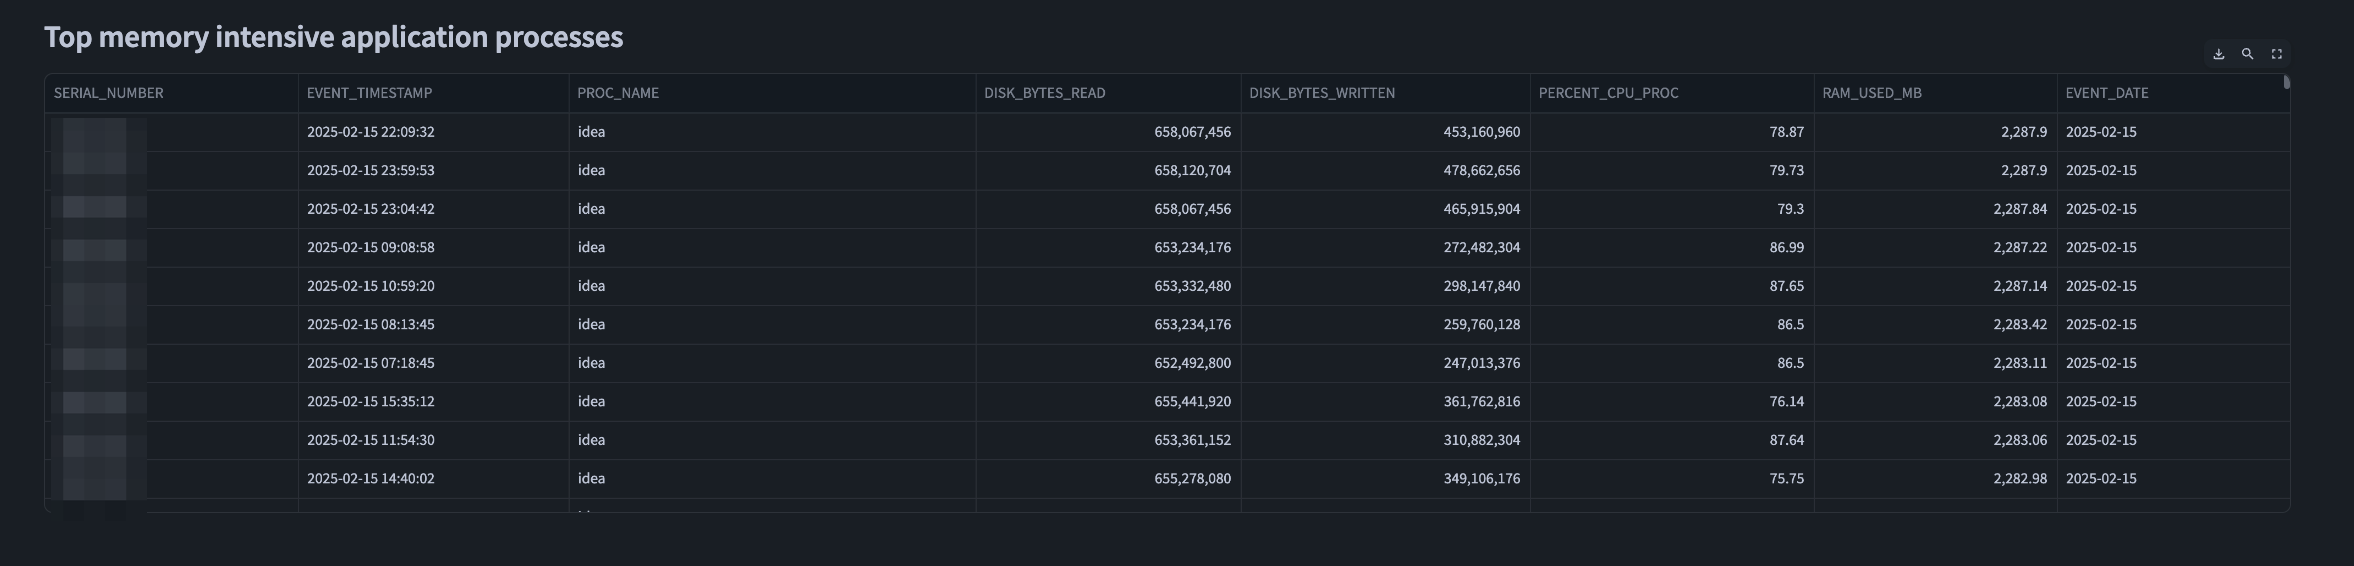 Top memory intensive application processes
SERIAL_NUMBER EVENT_TIMESTAMP PROC_NAME DISK_BYTES_READ DISK_BYTES_WRITTEN PERCENT_CPU_PROC RAM_USED_MB EVENT_DATE
2025-02-15 22:09:32 idea 658,067,456 453,160,960 78.87 2,287.9 2025-02-15
2025-02-15 23:59:53 idea 658,120,704 478,662,656 79.73 2,287.9 2025-02-15
2025-02-15 23:04:42 idea 658,067,456 465,915,904 79.3 2,287.84 2025-02-15
2025-02-15 09:08:58 idea 653,234,176 272,482,304 86.99 2,287.22 2025-02-15
2025-02-15 10:59:20 idea 653,332,480 298,147,840 87.65 2,287.14 2025-02-15
2025-02-15 08:13:45 idea 653,234,176 259,760,128 86.5 2,283.42 2025-02-15
2025-02-15 07:18:45 idea 652,492,800 247,013,376 86.5 2,283.11 2025-02-15
2025-02-15 15:35:12 idea 655,441,920 361,762,816 76.14 2,283.08 2025-02-15
2025-02-15 11:54:30 idea 653,361,152 310,882,304 87.64 2,283.06 2025-02-15
2025-02-15 14:40:02 idea 655,278,080 349,106,176 75.75 2,282.98 2025-02-15